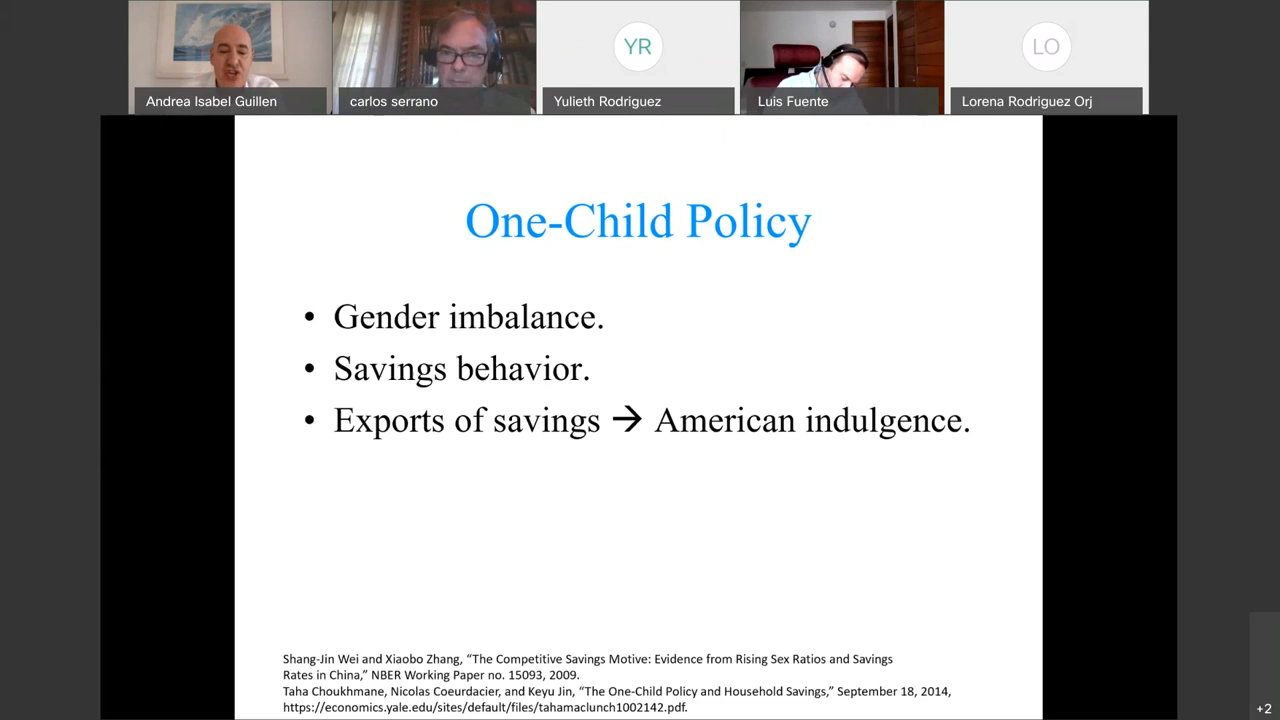 YR
LO
Andrea Isabel Guillen
carlos serrano
Yulieth Rodriguez
Luis Fuente
Lorena Rodriguez Orj
One-Child Policy
• Gender imbalance.
• Savings behavior.
• Exports of savings → American indulgence.
Shang-Jin Wei and Xiaobo Zhang, “The Competitive Savings Motive: Evidence from Rising Sex Ratios and Savings
Rates in China,” NBER Working Paper no. 15093, 2009.
Taha Choukhmane, Nicolas Coeurdacier, and Keyu Jin, “The One-Child Policy and Household Savings,” September 18, 2014,
https://economics.yale.edu/sites/default/files/tahamaclunch1002142.pdf.
+2